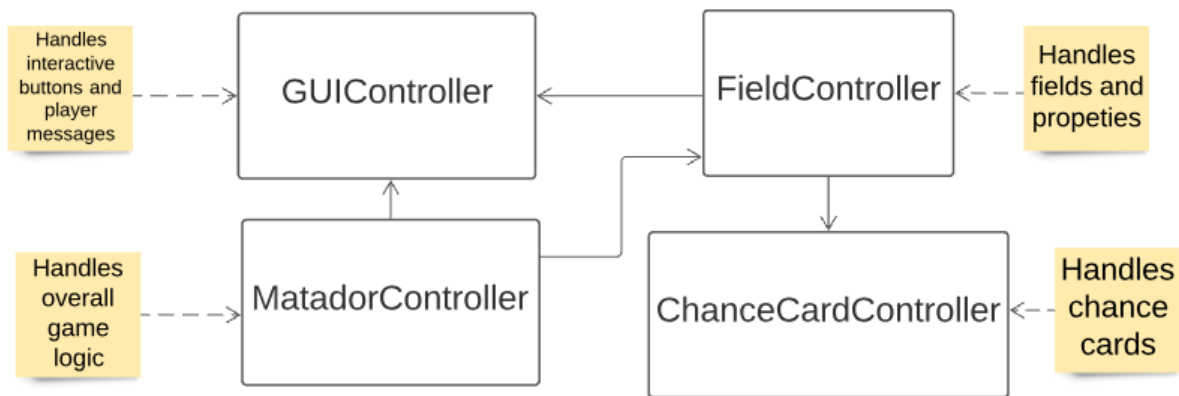 Handles
interactive
buttons and
player
messages
GUIController
FieldController
Handles
fields and
propeties
Handles
overall
game
logic
MatadorController
ChanceCardController
Handles
chance
cards